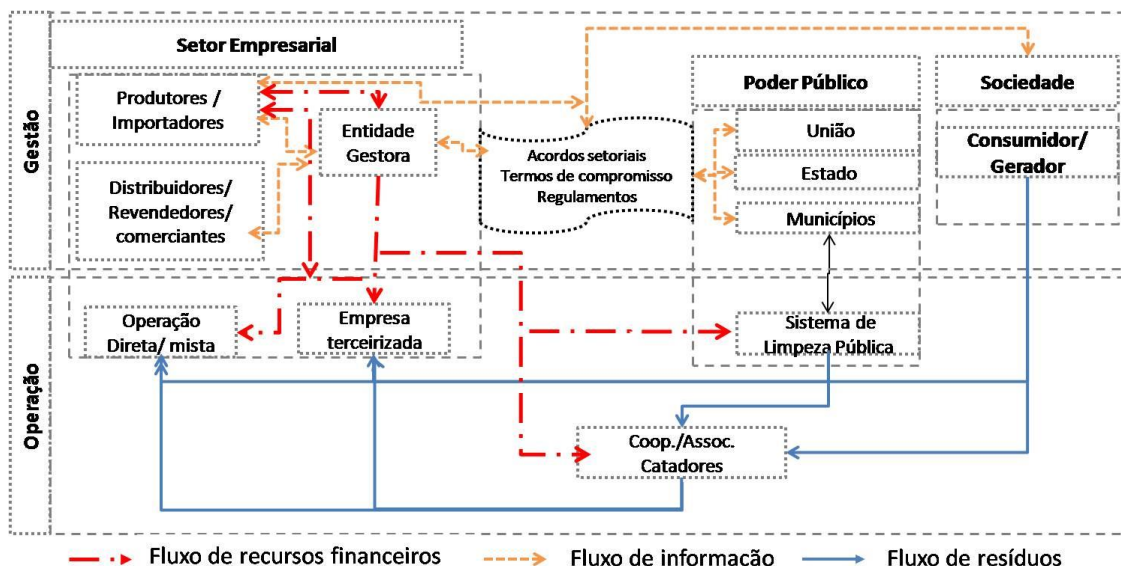 Setor Empresarial
Gestão
Produtores /
Importadores
Entidade
Gestora
Distribuidores/
Revendedores/
comerciantes
Acordos setoriais
Termos de compromisso
Regulamentos
Poder Público
União
Estado
Municípios
Sociedade
Consumidor/
Gerador
Operação
Operação
Direta/ mista
Empresa
terceirizada
Sistema de
Limpeza Pública
Coop./Assoc.
Catadores
Fluxo de recursos financeiros
Fluxo de informação
Fluxo de resíduos